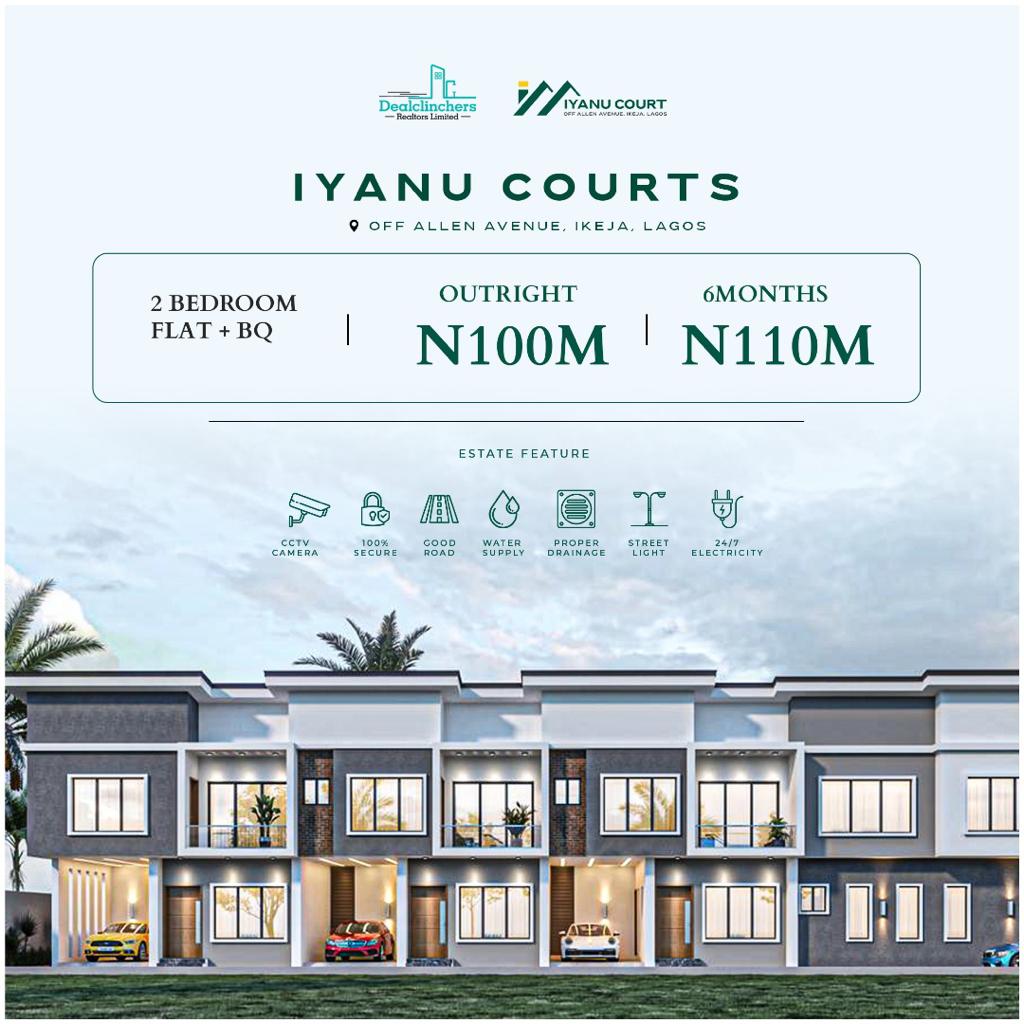 Dealclinchers
Realtors Limited
IYANU COURT
OFF ALLEN AVENUE, IKEJA, LAGOS
IYANU COURTS
OFF ALLEN AVENUE, IKEJA, LAGOS
2 BEDROOM
FLAT + BQ
OUTRIGHT
N100M
6MONTHS
N110M
ESTATE FEATURE
CCTV
CAMERA
100%
SECURE
GOOD
ROAD
WATER
SUPPLY
PROPER
DRAINAGE
STREET
LIGHT
24/7
ELECTRICITY